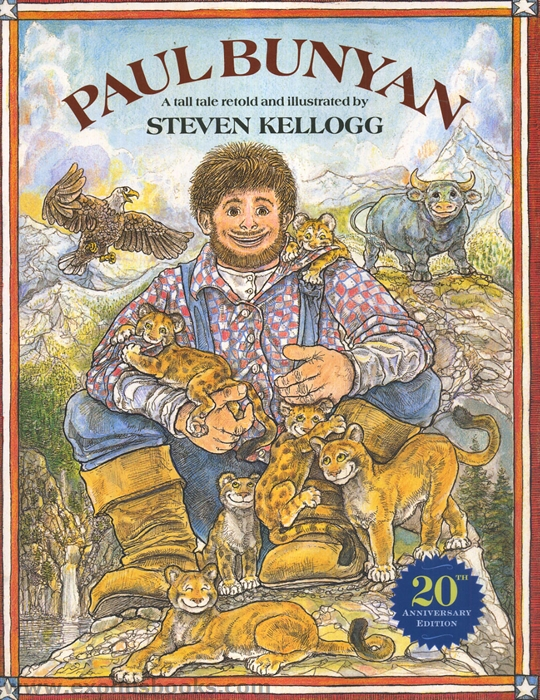 PAUL BUNYAN
A tall tale retold and illustrated by
STEVEN KELLOGG
20TH
ANNIVERSARY
EDITION